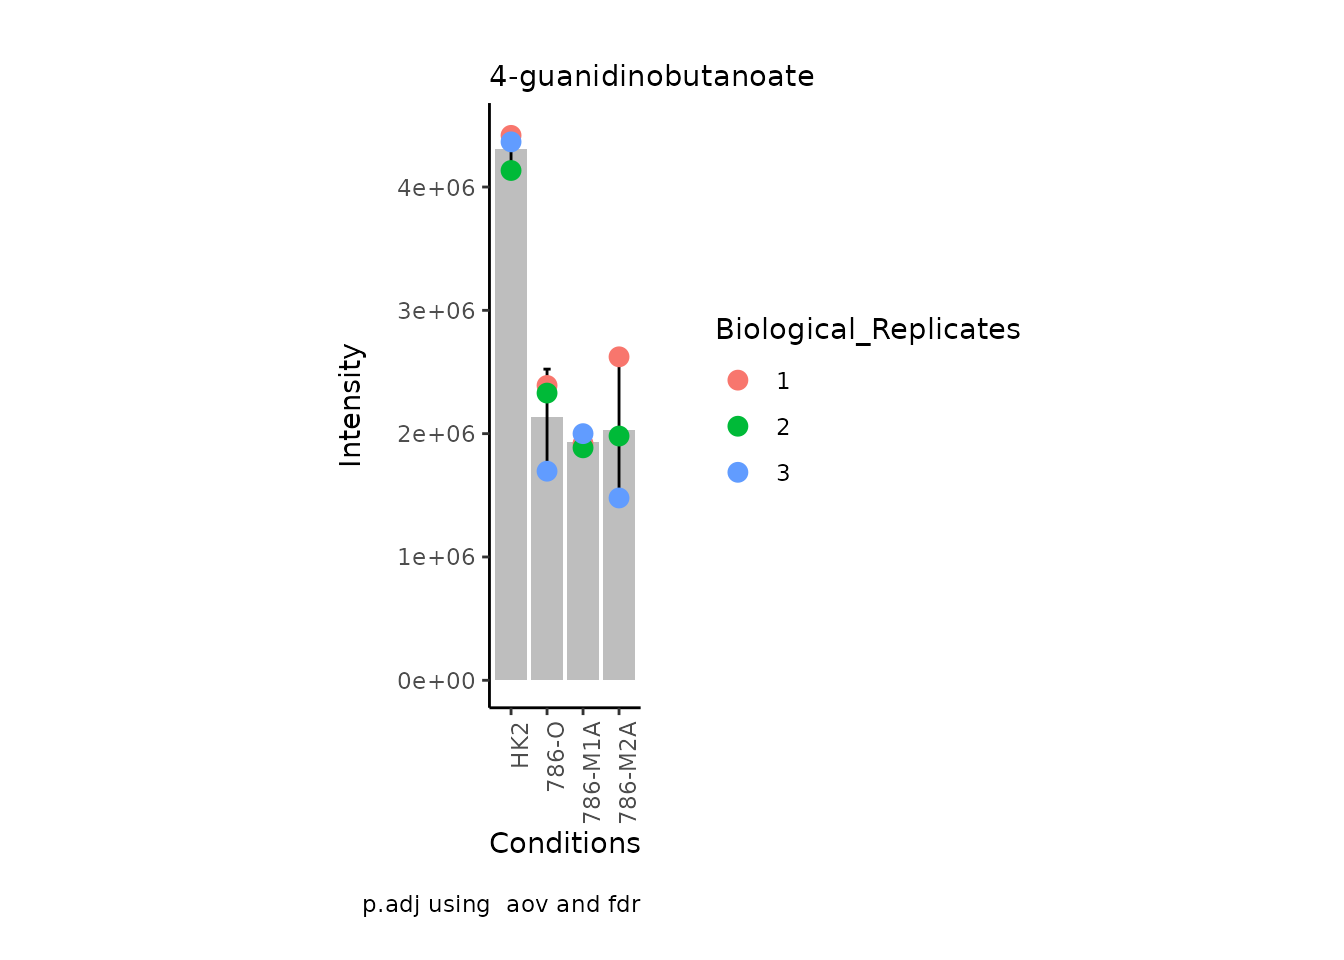 4-guanidinobutanoate
Intensity
4e+06
3e+06
2e+06
1e+06
0e+00
HK2
786-O
786-M1A
786-M2A
Conditions
Biological_Replicates
1
2
3
p.adj using  aov and fdr